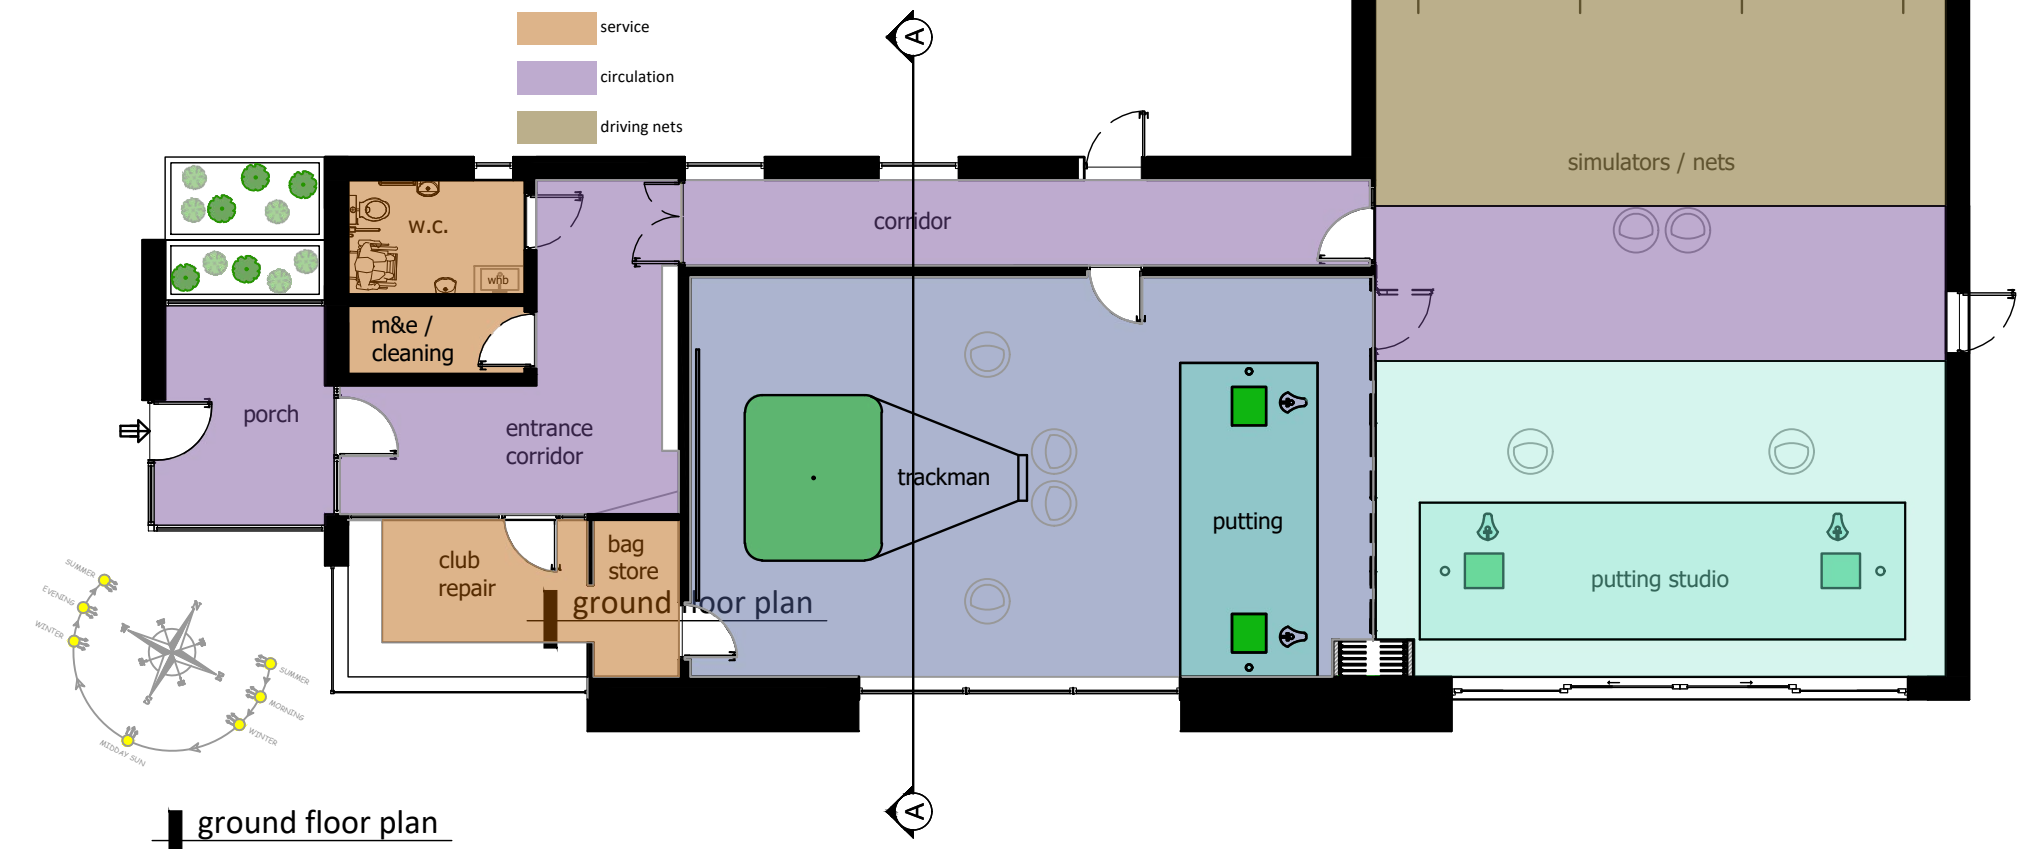 service
circulation
driving nets
A
simulators / nets
w.c.
corridor
whb
m&e /
cleaning
porch
entrance
corridor
trackman
putting
club
repair
bag
store
putting studio
ground floor plan
SUMMER
EVENING
WINTER
N
E
S
W
SUMMER
MORNING
WINTER
MIDDAY SUN
A
ground floor plan